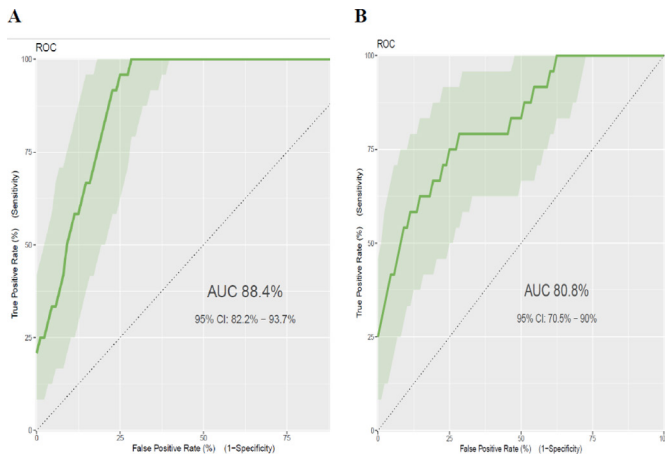 A
ROC
100
75
50
25
0
True Positive Rate (%) (Sensitivity)
AUC 88.4%
95% CI: 82.2% − 93.7%
0
25
50
75
False Positive Rate (%) (1−Specificity)
B
ROC
100
75
50
25
0
True Positive Rate (%) (Sensitivity)
AUC 80.8%
95% CI: 70.5% − 90%
0
25
50
75
100
False Positive Rate (%) (1−Specificity)